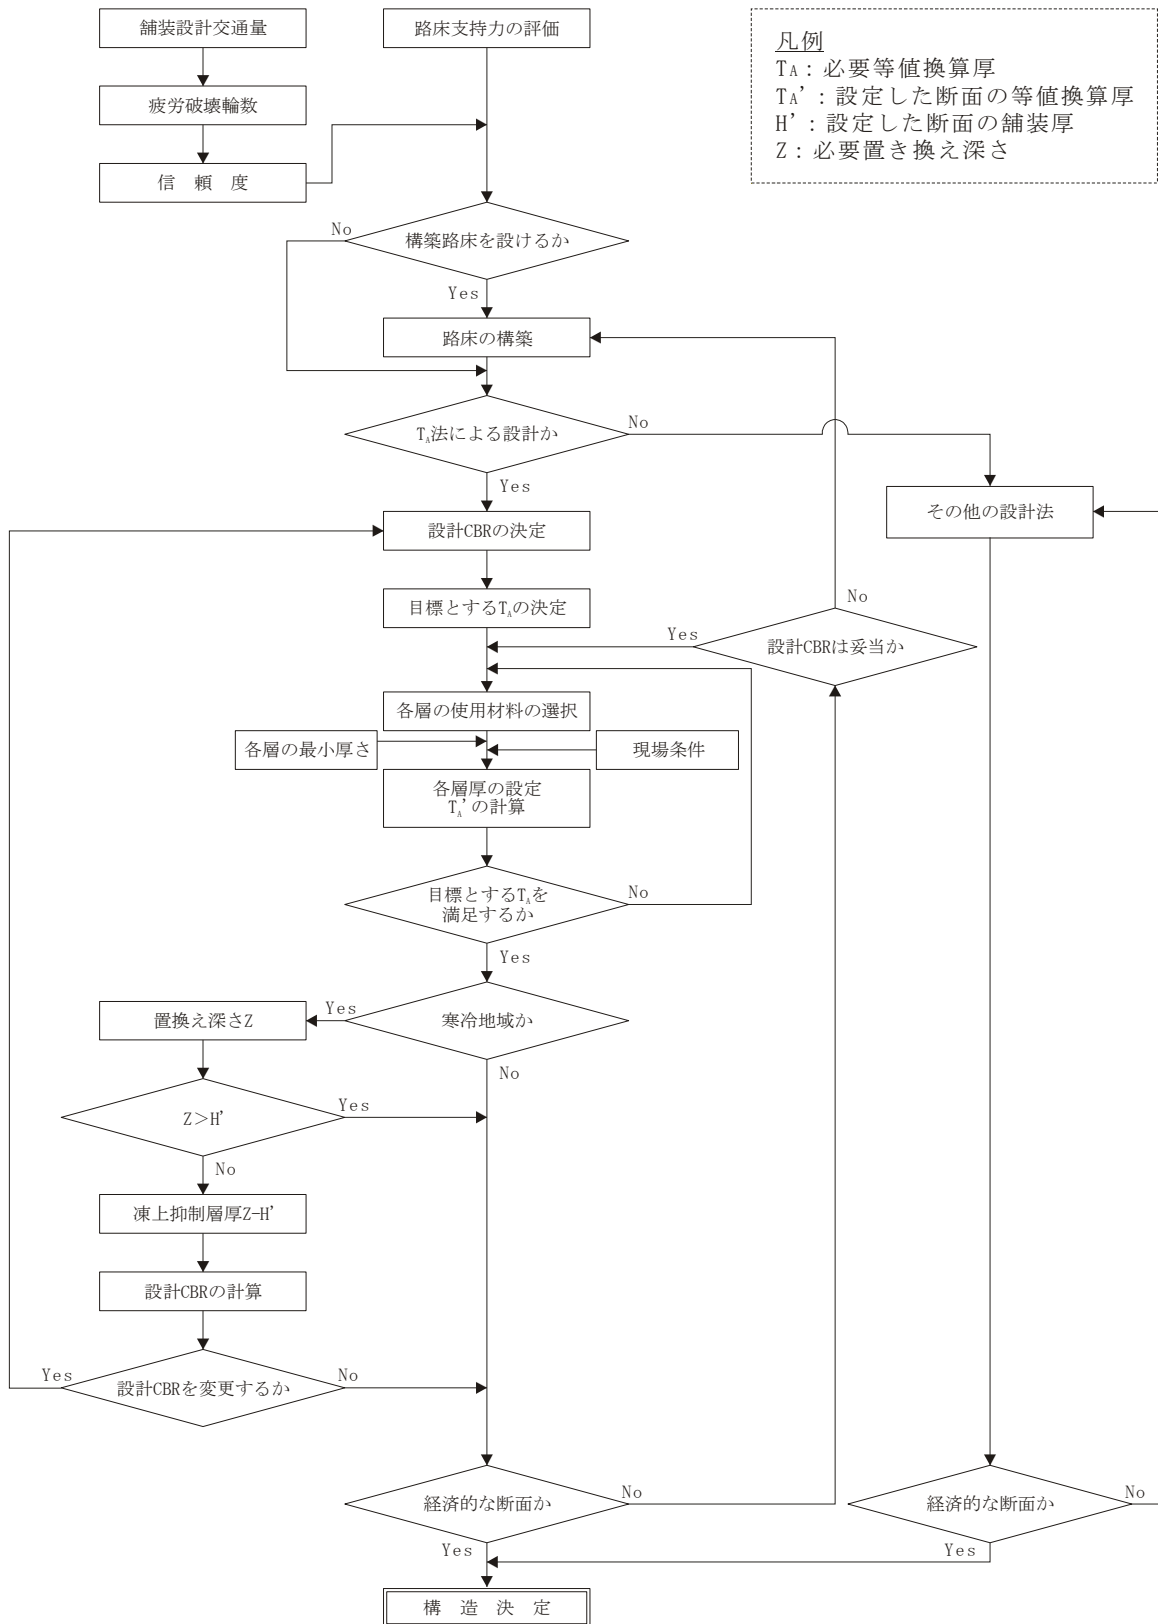 舗装設計交通量
路床支持力の評価
凡例
TA：必要等値換算厚
TA’：設定した断面の等値換算厚
H’：設定した断面の舗装厚
Z：必要置き換え深さ
疲労破壊輪数
信 頼 度
No
構築路床を設けるか
Yes
路床の構築
No
TA法による設計か
Yes
その他の設計法
設計CBRの決定
目標とするTAの決定
No
Yes
設計CBRは妥当か
各層の使用材料の選択
各層の最小厚さ
現場条件
各層厚の設定
TA’の計算
目標とするTAを
満足するか
No
Yes
置換え深さZ
Yes
寒冷地域か
No
Z＞H’
Yes
No
凍上抑制層厚Z-H’
設計CBRの計算
Yes
設計CBRを変更するか
No
経済的な断面か
No
経済的な断面か
No
Yes
Yes
構 造 決 定